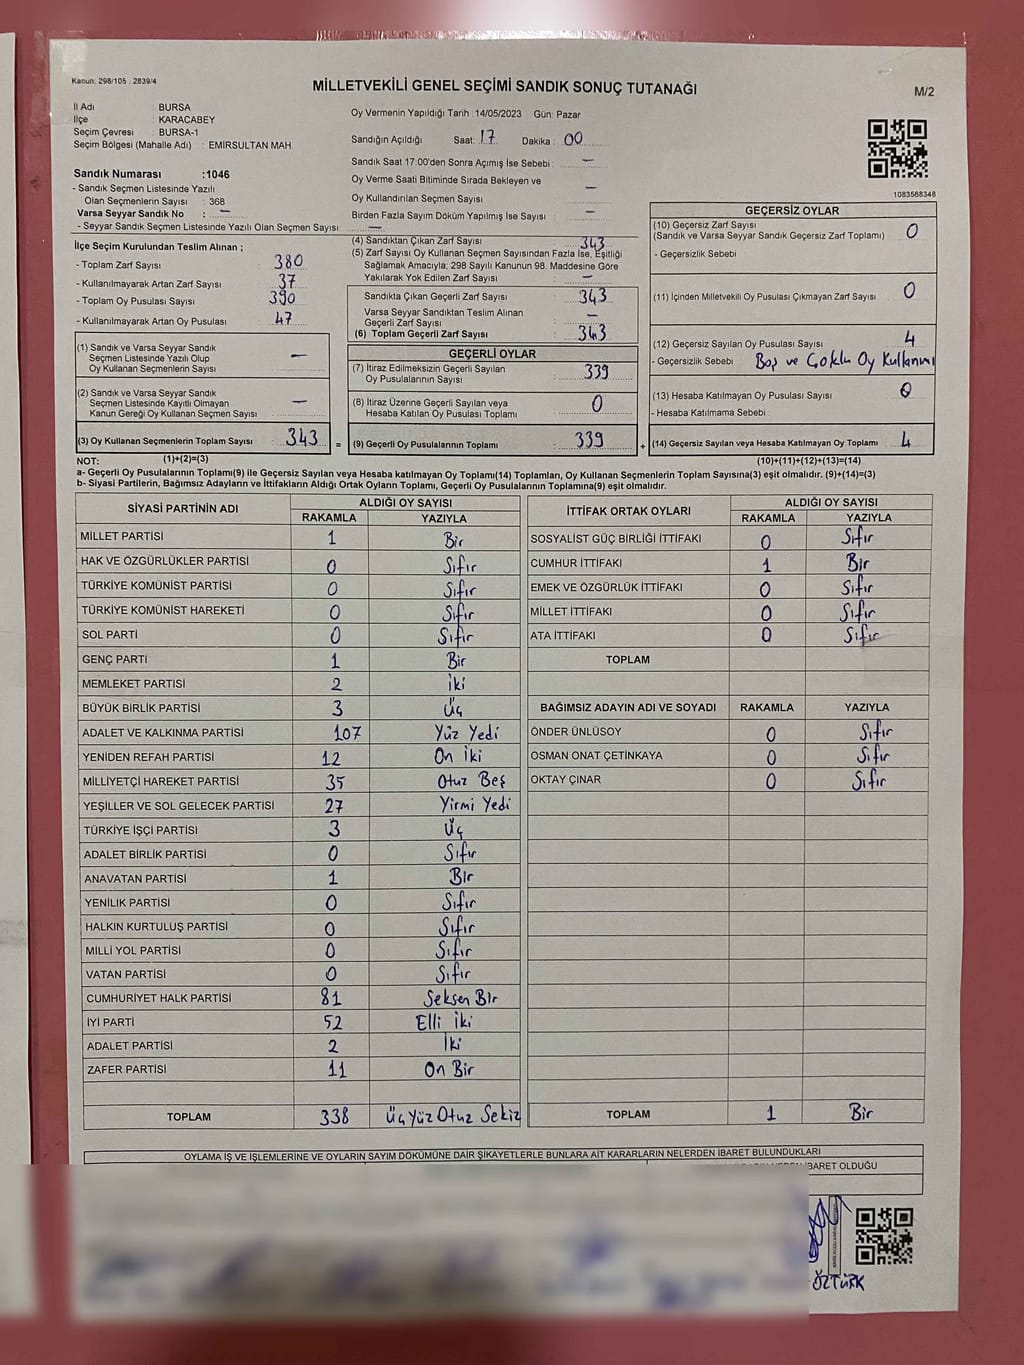 Kanun: 298/105 . 2839/4
MİLLETVEKİLİ GENEL SEÇİMİ SANDIK SONUÇ TUTANAĞI
M/2
İl Adı BURSA
İlçe KARACABEY
Seçim Çevresi : BURSA-1
Seçim Bölgesi (Mahalle Adı) : EMİRSULTAN MAH.
Oy Vermenin Yapıldığı Tarih : 14/05/2023 Gün: Pazar
Sandığın Açıldığı Saat: 17 Dakika : 00
Sandık Saat 17:00'den Sonra Açımış İse Sebebi : —
Oy Verme Saati Bitiminde Sırada Bekleyen ve
Oy Kullandırılan Seçmen Sayısı —
Birden Fazla Sayım Döküm Yapılmış İse Sayısı : —
1083568348
Sandık Numarası :1046
- Sandık Seçmen Listesinde Yazılı
Olan Seçmenlerin Sayısı : 368
Varsa Seyyar Sandık No : —
- Seyyar Sandık Seçmen Listesinde Yazılı Olan Seçmen Sayısı: —
İlçe Seçim Kurulundan Teslim Alınan ;
- Toplam Zarf Sayısı : 380
- Kullanılmayarak Artan Zarf Sayısı : 37
- Toplam Oy Pusulası Sayısı : 390
- Kullanılmayarak Artan Oy Pusulası : 47
(1) Sandık ve Varsa Seyyar Sandık
Seçmen Listesinde Yazılı Olup
Oy Kullanan Seçmenlerin Sayısı : —
(2) Sandık ve Varsa Seyyar Sandık
Seçmen Listesinde Kayıtlı Olmayan
Kanun Gereği Oy Kullanan Seçmen Sayısı : —
(3) Oy Kullanan Seçmenlerin Toplam Sayısı : 343 =
(4) Sandıktan Çıkan Zarf Sayısı : 343
(5) Zarf Sayısı Oy Kullanan Seçmen Sayısından Fazla İse, Eşitliği
Sağlamak Amacıyla; 298 Sayılı Kanunun 98. Maddesine Göre
Yakılarak Yok Edilen Zarf Sayısı : —
Sandıkta Çıkan Geçerli Zarf Sayısı : 343
Varsa Seyyar Sandıktan Teslim Alınan
Geçerli Zarf Sayısı : —
(6) Toplam Geçerli Zarf Sayısı : 343
GEÇERLİ OYLAR
(7) İtiraz Edilmeksizin Geçerli Sayılan
Oy Pusulalarının Sayısı : 339
(8) İtiraz Üzerine Geçerli Sayılan veya
Hesaba Katılan Oy Pusulası Toplamı : 0
(9) Geçerli Oy Pusulalarının Toplamı : 339 +
GEÇERSİZ OYLAR
(10) Geçersiz Zarf Sayısı
(Sandık ve Varsa Seyyar Sandık Geçersiz Zarf Toplamı) : 0
- Geçersizlik Sebebi :
(11) İçinden Milletvekili Oy Pusulası Çıkmayan Zarf Sayısı : 0
(12) Geçersiz Sayılan Oy Pusulası Sayısı : 4
- Geçersizlik Sebebi : Boş ve Çoklu Oy Kullanımı
(13) Hesaba Katılmayan Oy Pusulası Sayısı : 0
- Hesaba Katılmama Sebebi :
(14) Geçersiz Sayılan veya Hesaba Katılmayan Oy Toplamı : 4
NOT: (1)+(2)=(3) (10)+(11)+(12)+(13)=(14)
a- Geçerli Oy Pusulalarının Toplamı(9) ile Geçersiz Sayılan veya Hesaba katılmayan Oy Toplamı(14) Toplamları, Oy Kullanan Seçmenlerin Toplam Sayısına(3) eşit olmalıdır. (9)+(14)=(3)
b- Siyasi Partilerin, Bağımsız Adayların ve İttifakların Aldığı Ortak Oyların Toplamı, Geçerli Oy Pusulalarının Toplamına(9) eşit olmalıdır.
SİYASİ PARTİNİN ADI ALDIĞI OY SAYISI
RAKAMLA YAZIYLA
MİLLET PARTİSİ 1 Bir
HAK VE ÖZGÜRLÜKLER PARTİSİ 0 Sıfır
TÜRKİYE KOMÜNİST PARTİSİ 0 Sıfır
TÜRKİYE KOMÜNİST HAREKETİ 0 Sıfır
SOL PARTİ 0 Sıfır
GENÇ PARTİ 1 Bir
MEMLEKET PARTİSİ 2 İki
BÜYÜK BİRLİK PARTİSİ 3 Üç
ADALET VE KALKINMA PARTİSİ 107 Yüz Yedi
YENİDEN REFAH PARTİSİ 12 On İki
MİLLİYETÇİ HAREKET PARTİSİ 35 Otuz Beş
YEŞİLLER VE SOL GELECEK PARTİSİ 27 Yirmi Yedi
TÜRKİYE İŞÇİ PARTİSİ 3 Üç
ADALET BİRLİK PARTİSİ 0 Sıfır
ANAVATAN PARTİSİ 1 Bir
YENİLİK PARTİSİ 0 Sıfır
HALKIN KURTULUŞ PARTİSİ 0 Sıfır
MİLLİ YOL PARTİSİ 0 Sıfır
VATAN PARTİSİ 0 Sıfır
CUMHURİYET HALK PARTİSİ 81 Seksen Bir
İYİ PARTİ 52 Elli İki
ADALET PARTİSİ 2 İki
ZAFER PARTİSİ 11 On Bir
TOPLAM 338 Üç Yüz Otuz Sekiz
İTTİFAK ORTAK OYLARI ALDIĞI OY SAYISI
RAKAMLA YAZIYLA
SOSYALİST GÜÇ BİRLİĞİ İTTİFAKI 0 Sıfır
CUMHUR İTTİFAKI 1 Bir
EMEK VE ÖZGÜRLÜK İTTİFAKI 0 Sıfır
MİLLET İTTİFAKI 0 Sıfır
ATA İTTİFAKI 0 Sıfır
TOPLAM
BAĞIMSIZ ADAYIN ADI VE SOYADI RAKAMLA YAZIYLA
ÖNDER ÜNLÜSOY 0 Sıfır
OSMAN ONAT ÇETİNKAYA 0 Sıfır
OKTAY ÇINAR 0 Sıfır
TOPLAM 1 Bir
OYLAMA İŞ VE İŞLEMLERİNE VE OYLARIN SAYIM DÖKÜMÜNE DAİR ŞİKAYETLERLE BUNLARA AİT KARARLARIN NELERDEN İBARET BULUNDUKLARI
İBARET OLDUĞU
ÖZTÜRK